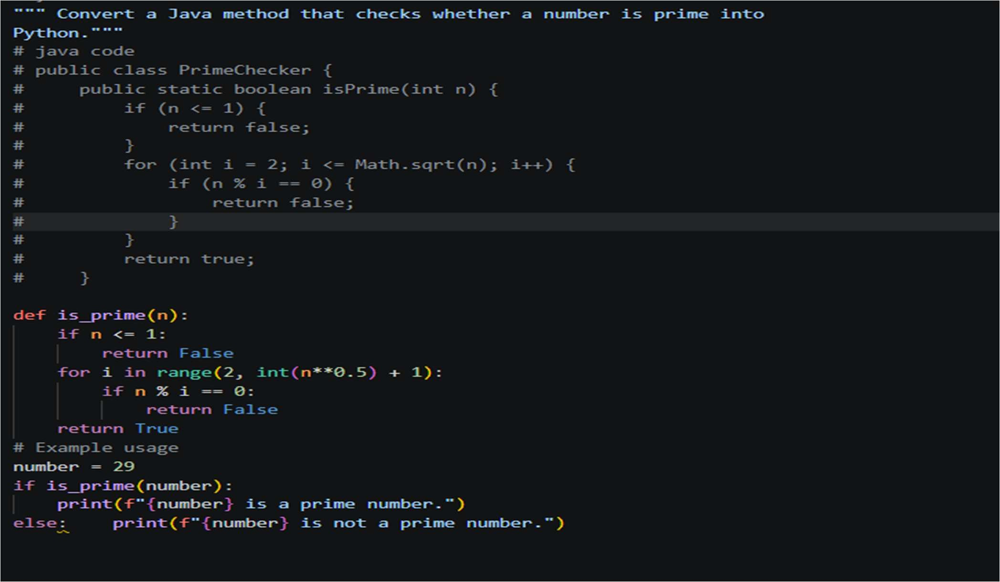 """ Convert a Java method that checks whether a number is prime into
Python."""
# java code
# public class PrimeChecker {
#     public static boolean isPrime(int n) {
#         if (n <= 1) {
#             return false;
#         }
#         for (int i = 2; i <= Math.sqrt(n); i++) {
#             if (n % i == 0) {
#                 return false;
#             }
#         }
#         return true;
#     }

def is_prime(n):
    if n <= 1:
        return False
    for i in range(2, int(n**0.5) + 1):
        if n % i == 0:
            return False
    return True
# Example usage
number = 29
if is_prime(number):
    print(f"{number} is a prime number.")
else:    print(f"{number} is not a prime number.")